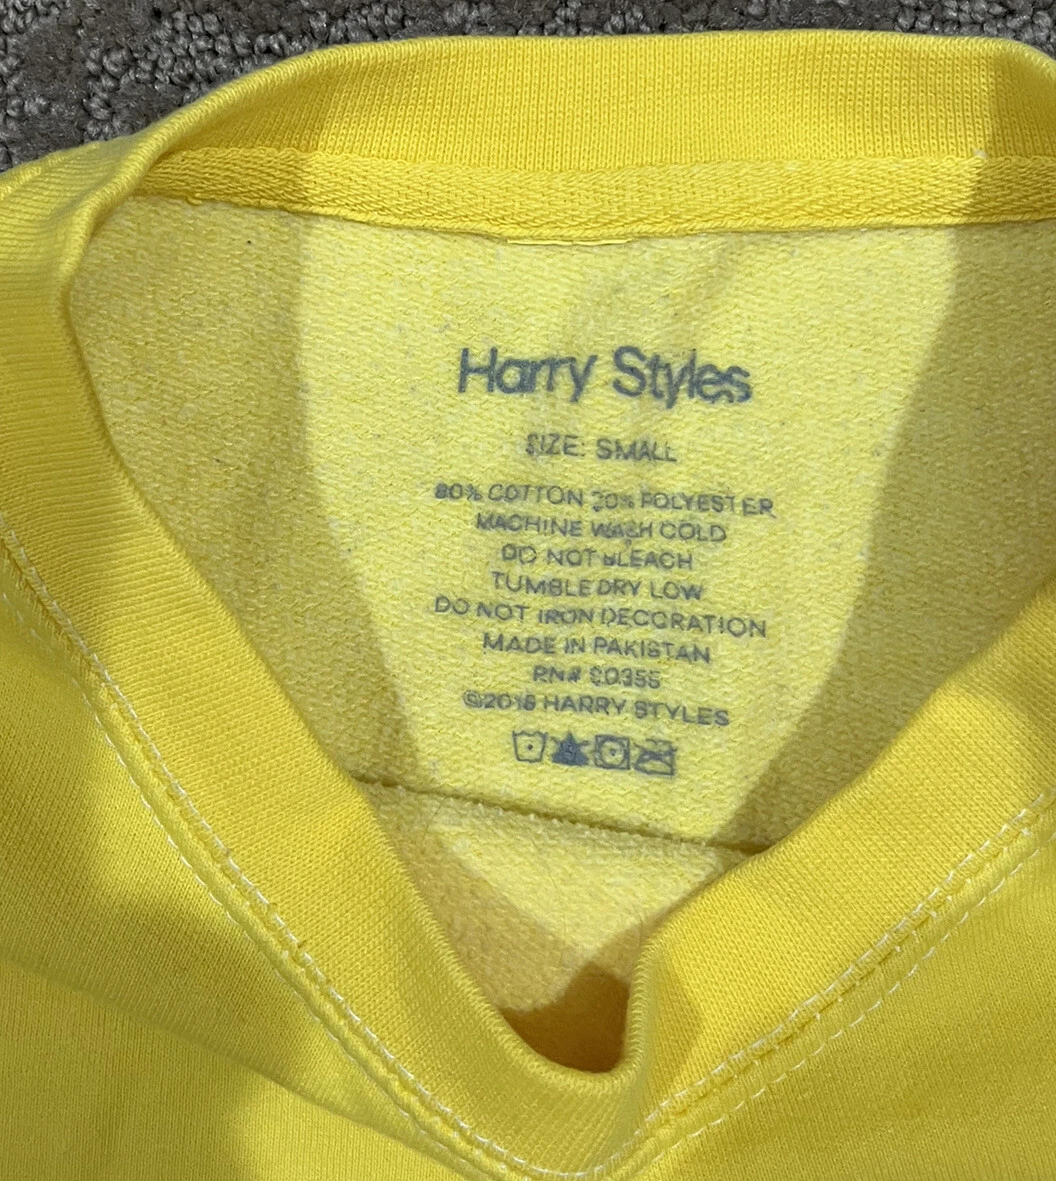 Harry Styles
SIZE: SMALL
80% COTTON 20% POLYESTER
MACHINE WASH COLD
DO NOT BLEACH
TUMBLE DRY LOW
DO NOT IRON DECORATION
MADE IN PAKISTAN
RN#
HARRY STYLES